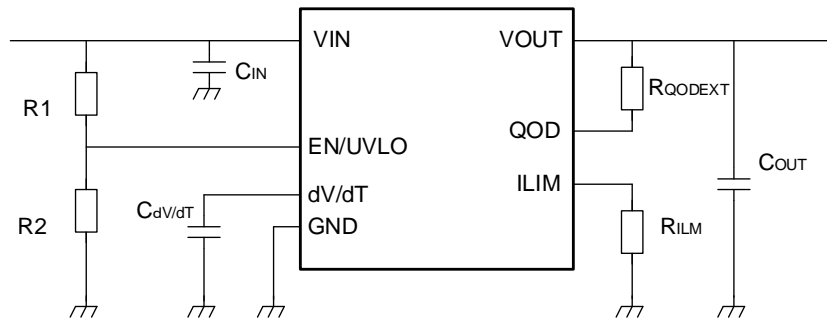 VIN
VOUT
CIN
RQODEXT
R1
QOD
EN/UVLO
COUT
ILIM
dV/dT
CdV/dT
R2
GND
RILM